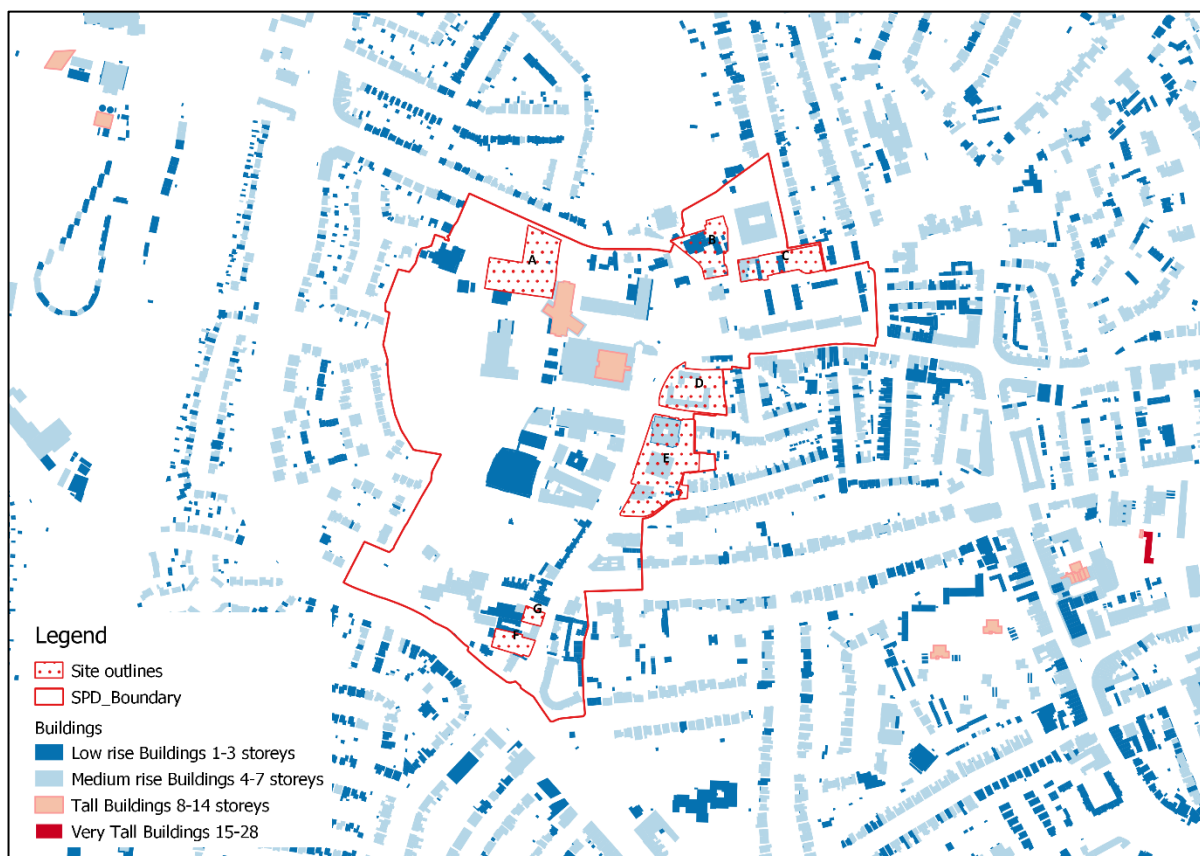 B
A
C
D
E
G
F
Legend
Site outlines
SPD_Boundary
Buildings
Low rise Buildings 1-3 storeys
Medium rise Buildings 4-7 storeys
Tall Buildings 8-14 storeys
Very Tall Buildings 15-28